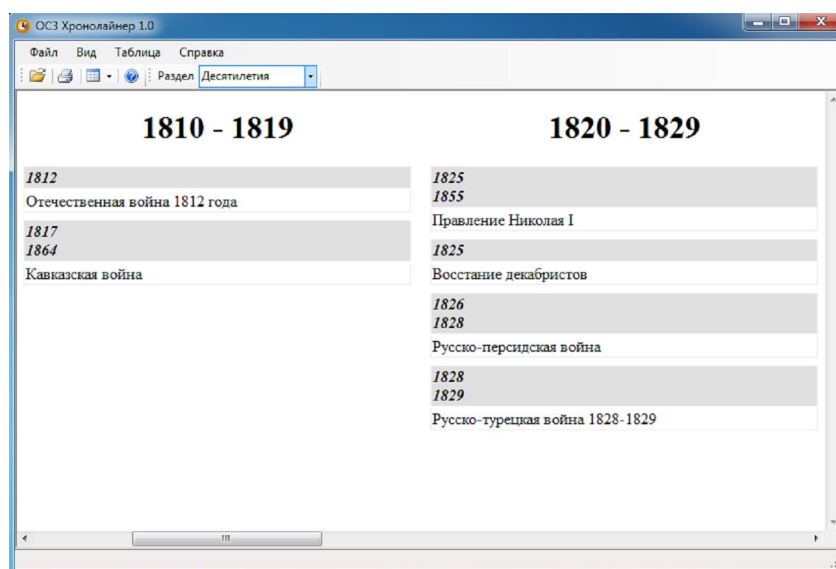 ОСЗ Хронолайнер 1.0
Файл Вид Таблица Справка
Раздел Десятилетия
1810 - 1819
1812
Отечественная война 1812 года
1817
1864
Кавказская война
1820 - 1829
1825
1855
Правление Николая I
1825
Восстание декабристов
1826
1828
Русско-персидская война
1828
1829
Русско-турецкая война 1828-1829